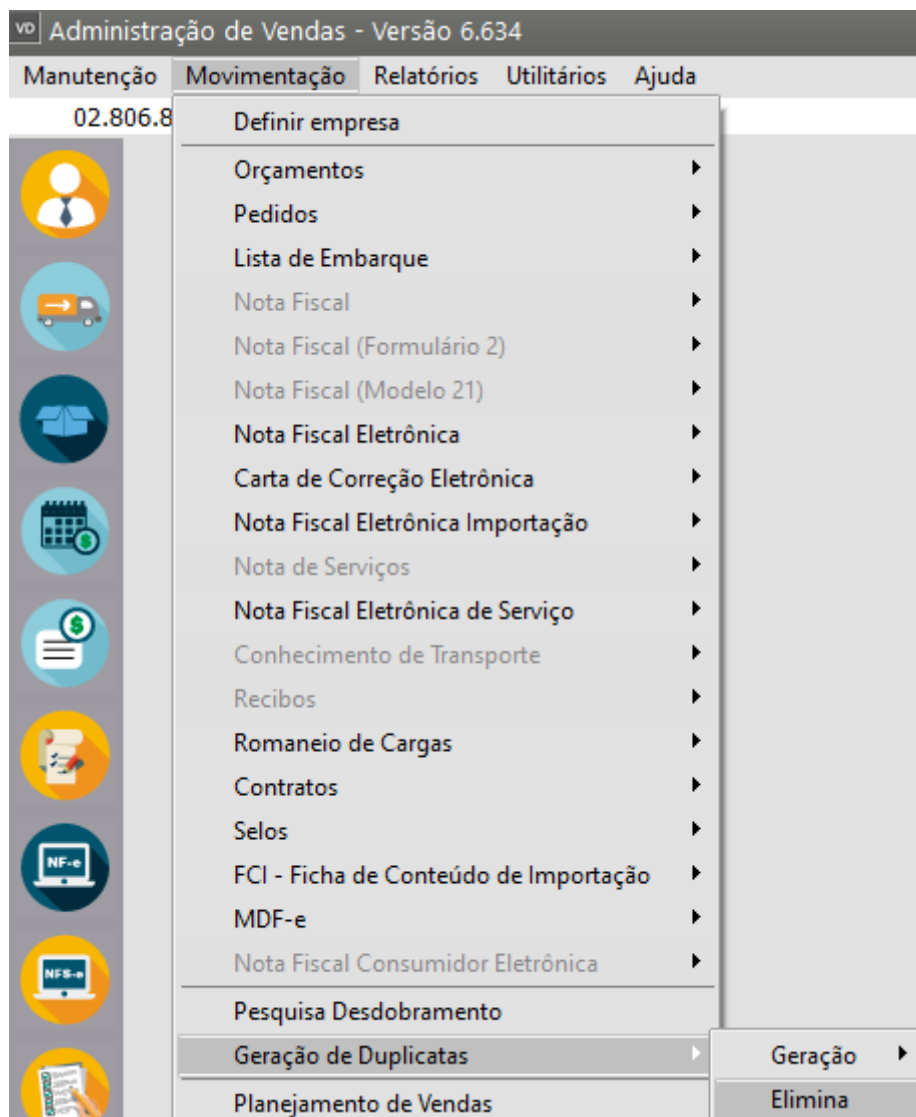 VD Administração de Vendas - Versão 6.634
Manutenção Movimentação Relatórios Utilitários Ajuda
02.806.8
Definir empresa
Orçamentos
Pedidos
Lista de Embarque
Nota Fiscal
Nota Fiscal (Formulário 2)
Nota Fiscal (Modelo 21)
Nota Fiscal Eletrônica
Carta de Correção Eletrônica
Nota Fiscal Eletrônica Importação
Nota de Serviços
Nota Fiscal Eletrônica de Serviço
Conhecimento de Transporte
Recibos
Romaneio de Cargas
Contratos
Selos
NF-e
FCI - Ficha de Conteúdo de Importação
MDF-e
Nota Fiscal Consumidor Eletrônica
NFS-e
Pesquisa Desdobramento
Geração de Duplicatas Geração
Planejamento de Vendas Elimina